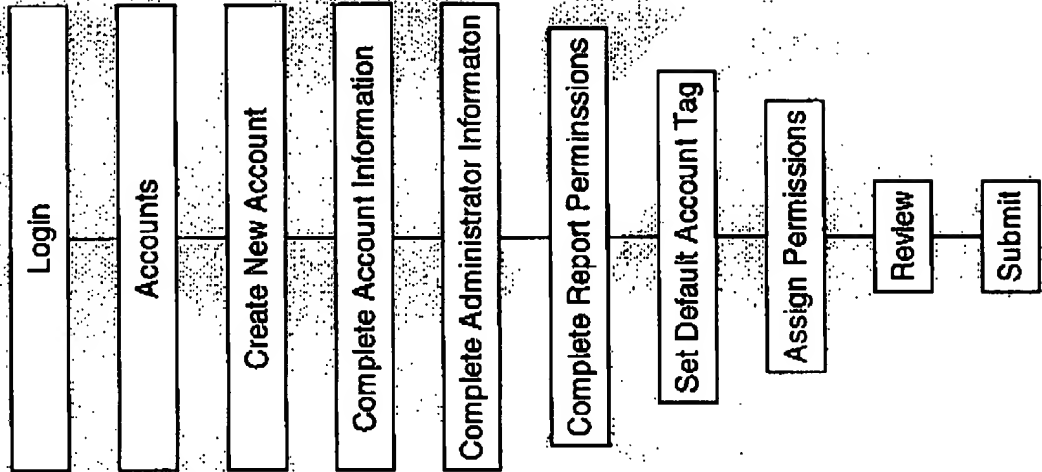 Login
Accounts
Create New Account
Complete Account Information
Complete Administrator Informaton
Complete Report Perminssions
Set Default Account Tag
Assign Permissions
Review
Submit